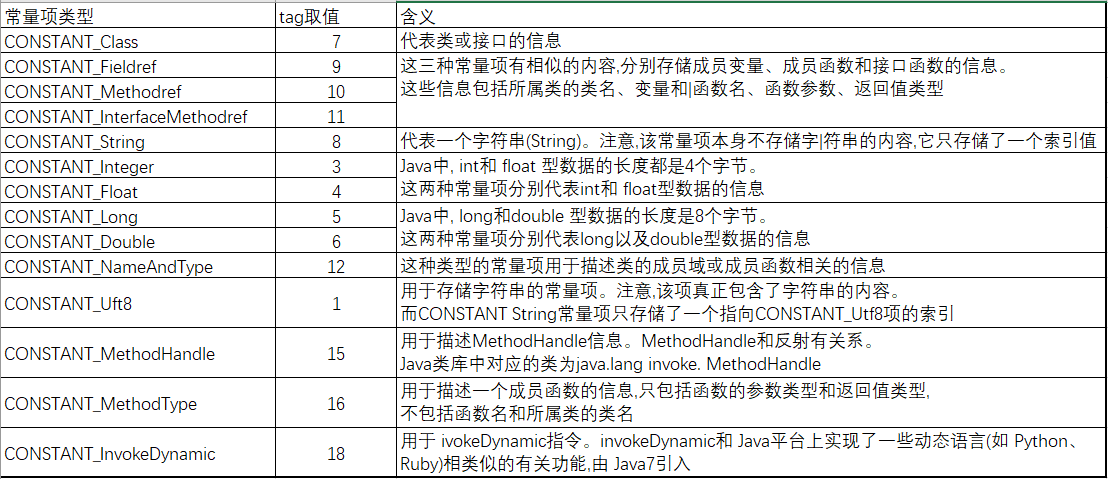 常量项类型 tag取值 含义
CONSTANT_Class 7 代表类或接口的信息
CONSTANT_Fieldref 9 这三种常量项有相似的内容,分别存储成员变量、成员函数和接口函数的信息。
CONSTANT_Methodref 10 这些信息包括所属类的类名、变量和|函数名、函数参数、返回值类型
CONSTANT_InterfaceMethodref 11
CONSTANT_String 8 代表一个字符串(String)。注意,该常量项本身不存储字|符串的内容,它只存储了一个索引值
CONSTANT_Integer 3 Java中, int和 float 型数据的长度都是4个字节。
CONSTANT_Float 4 这两种常量项分别代表int和 float型数据的信息
CONSTANT_Long 5 Java中, long和double 型数据的长度是8个字节。
CONSTANT_Double 6 这两种常量项分别代表long以及double型数据的信息
CONSTANT_NameAndType 12 这种类型的常量项用于描述类的成员域或成员函数相关的信息
CONSTANT_Uft8 1 用于存储字符串的常量项。注意,该项真正包含了字符串的内容。
而CONSTANT String常量项只存储了一个指向CONSTANT_Utf8项的索引
CONSTANT_MethodHandle 15 用于描述MethodHandle信息。MethodHandle和反射有关系。
Java类库中对应的类为java.lang invoke. MethodHandle
CONSTANT_MethodType 16 用于描述一个成员函数的信息,只包括函数的参数类型和返回值类型,
不包括函数名和所属类的类名
CONSTANT_InvokeDynamic 18 用于 ivokeDynamic指令。invokeDynamic和 Java平台上实现了一些动态语言(如 Python、
Ruby)相类似的有关功能,由 Java7引入